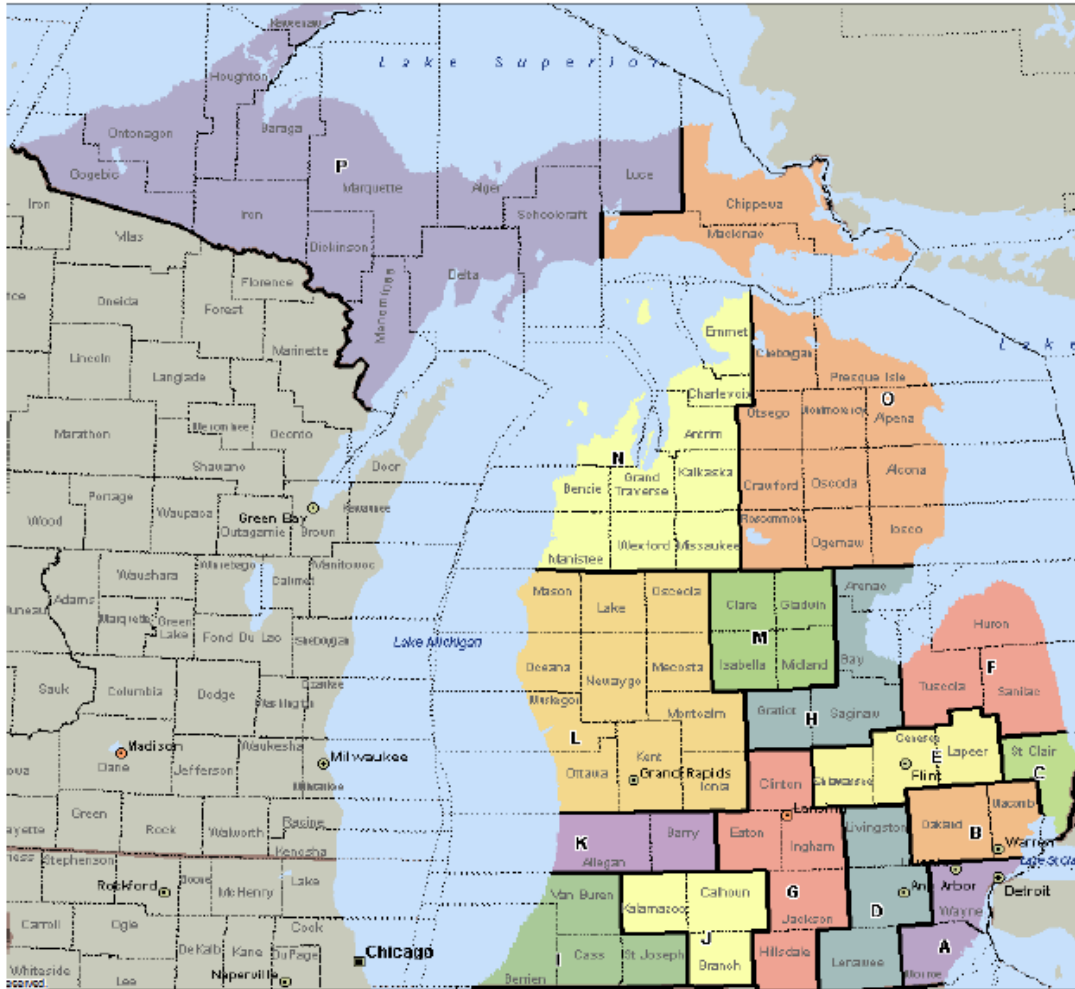 Keweenaw
Lake Superior
Houghton
Ontonagon
Baraga
P
Gogebic
Marquette
Alger
Luce
Schoolcraft
Chippewa
Iron
Iron
Mackinac
Vilas
Dickinson
Delta
Menominee
Florence
Oneida
Forest
Emmet
Marinette
Cheboygan
Lake
Lincoln
Presque Isle
Langlade
Charlevoix
O
Otsego
Montmorency
Alpena
Menominee
Oconto
Marathon
Antrim
Shawano
Door
N
Kalkaska
Alcona
Benzie
Grand
Traverse
Crawford
Oscoda
Portage
Waupaca
Green Bay
Kewaunee
Wood
Outagamie
Brown
Roscommon
Iosco
Manistee
Wexford
Missaukee
Ogemaw
Waushara
Winnebago
Calumet
Manitowoc
Mason
Lake
Osceola
Clare
Gladwin
Arenac
Juneau
Adams
Marquette
Green
Lake
Fond Du Lac
Sheboygan
Lake Michigan
M
Huron
Oceana
Newaygo
Mecosta
Isabella
Midland
Bay
F
Sauk
Columbia
Dodge
Ozaukee
Washington
Muskegon
Montcalm
Gratiot
H
Saginaw
Tuscola
Sanilac
Madison
Dane
Jefferson
Waukesha
Milwaukee
Milwaukee
L
Ottawa
Kent
Grand Rapids
Ionia
Clinton
Shiawassee
Genesee
E
Flint
Lapeer
St Clair
C
Green
Rock
Walworth
Racine
Kenosha
Lansing
Livingston
Oakland
Macomb
B
Warren
K
Allegan
Barry
Eaton
Ingham
Stephenson
Rockford
Boone
McHenry
Lake
Van Buren
Kalamazoo
Calhoun
G
Jackson
Ann Arbor
D
Detroit
Wayne
Carroll
Ogle
De Kalb
Kane
DuPage
Cook
Chicago
I
Cass
St Joseph
J
Branch
Hillsdale
Lenawee
A
Monroe
Whiteside
Lee
Naperville
Berrien